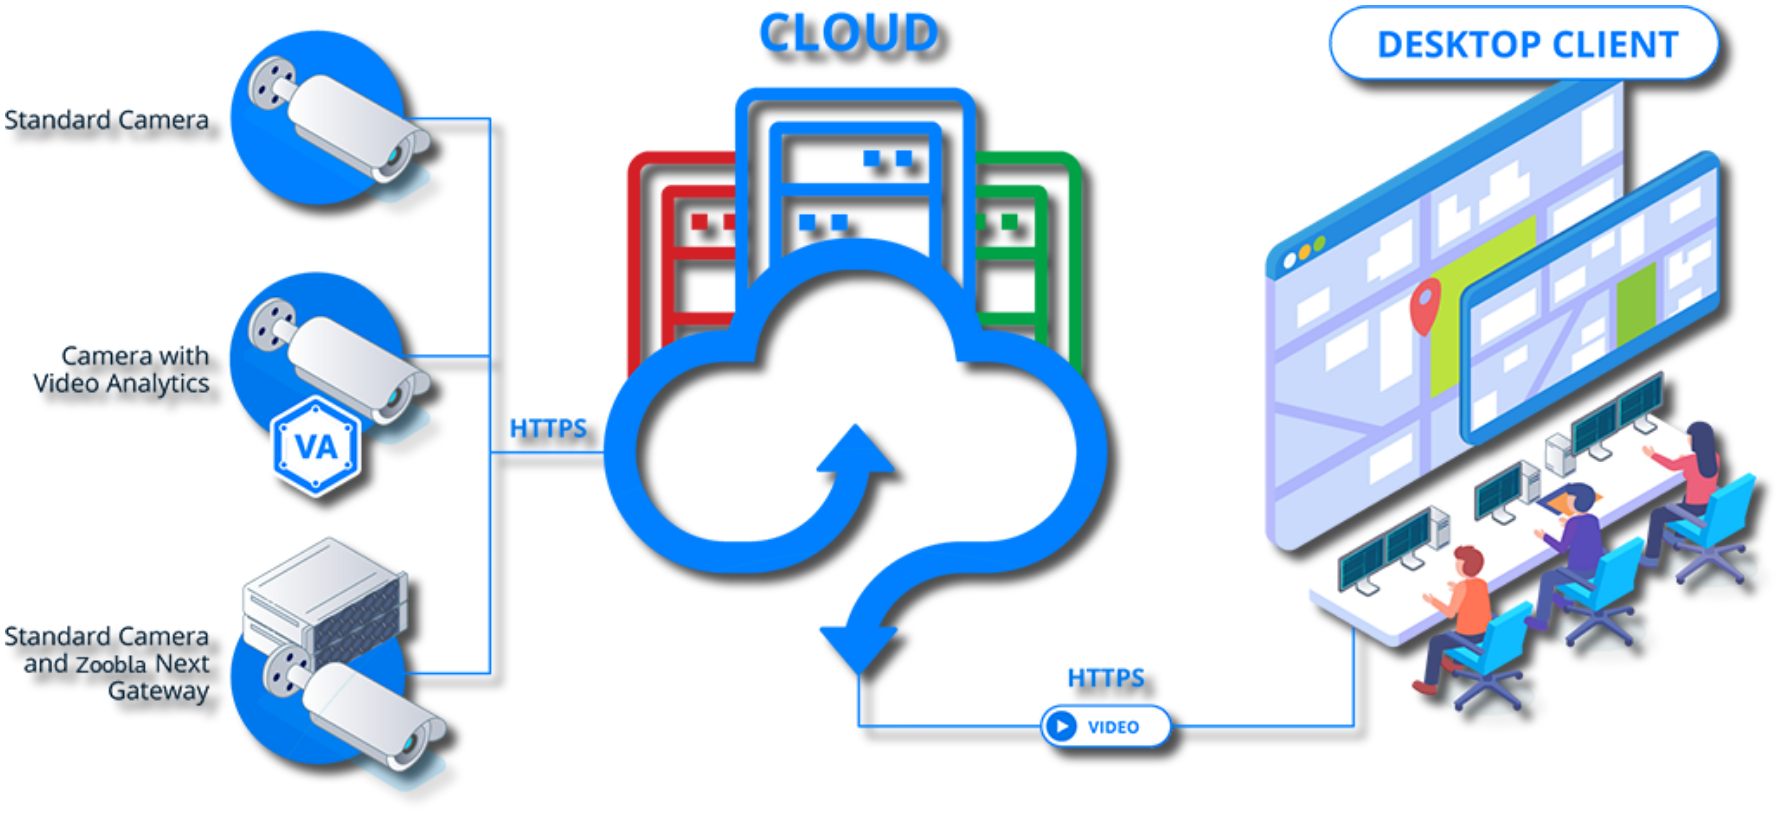 CLOUD
DESKTOP CLIENT
Standard Camera
Camera with
Video Analytics
VA
HTTPS
Standard Camera
and Zoobla Next
Gateway
HTTPS
VIDEO